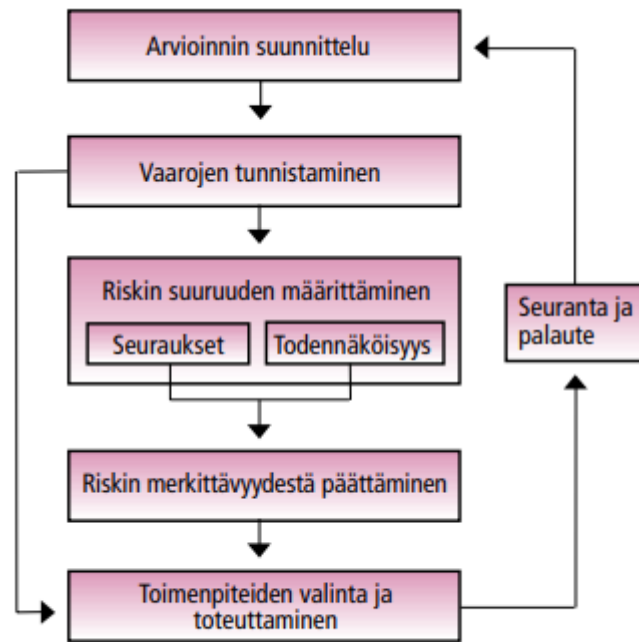 Arvioinnin suunnittelu
Vaarojen tunnistaminen
Riskin suuruuden määrittäminen
Seuraukset
Todennäköisyys
Seuranta ja
palaute
Riskin merkittävyydestä päättäminen
Toimenpiteiden valinta ja
toteuttaminen